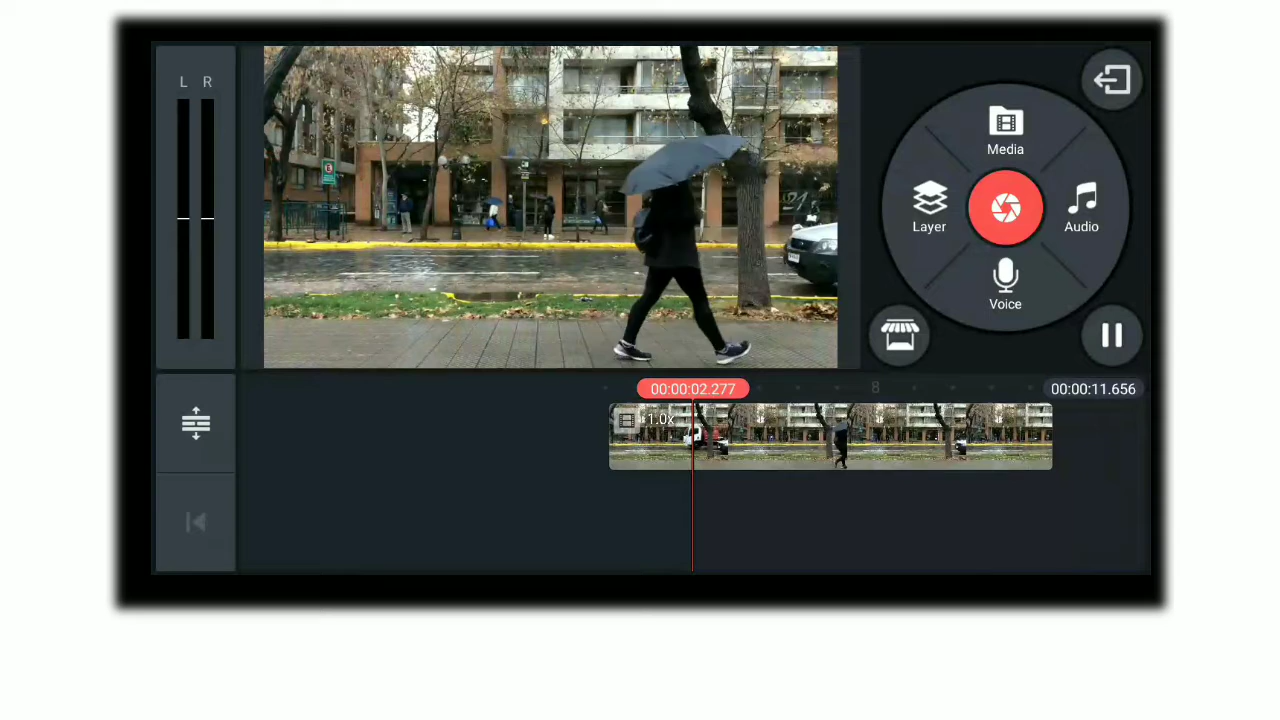 L R
Media
Layer
Audio
Voice
00:00:02.277
8
00:00:11.656
1.0x